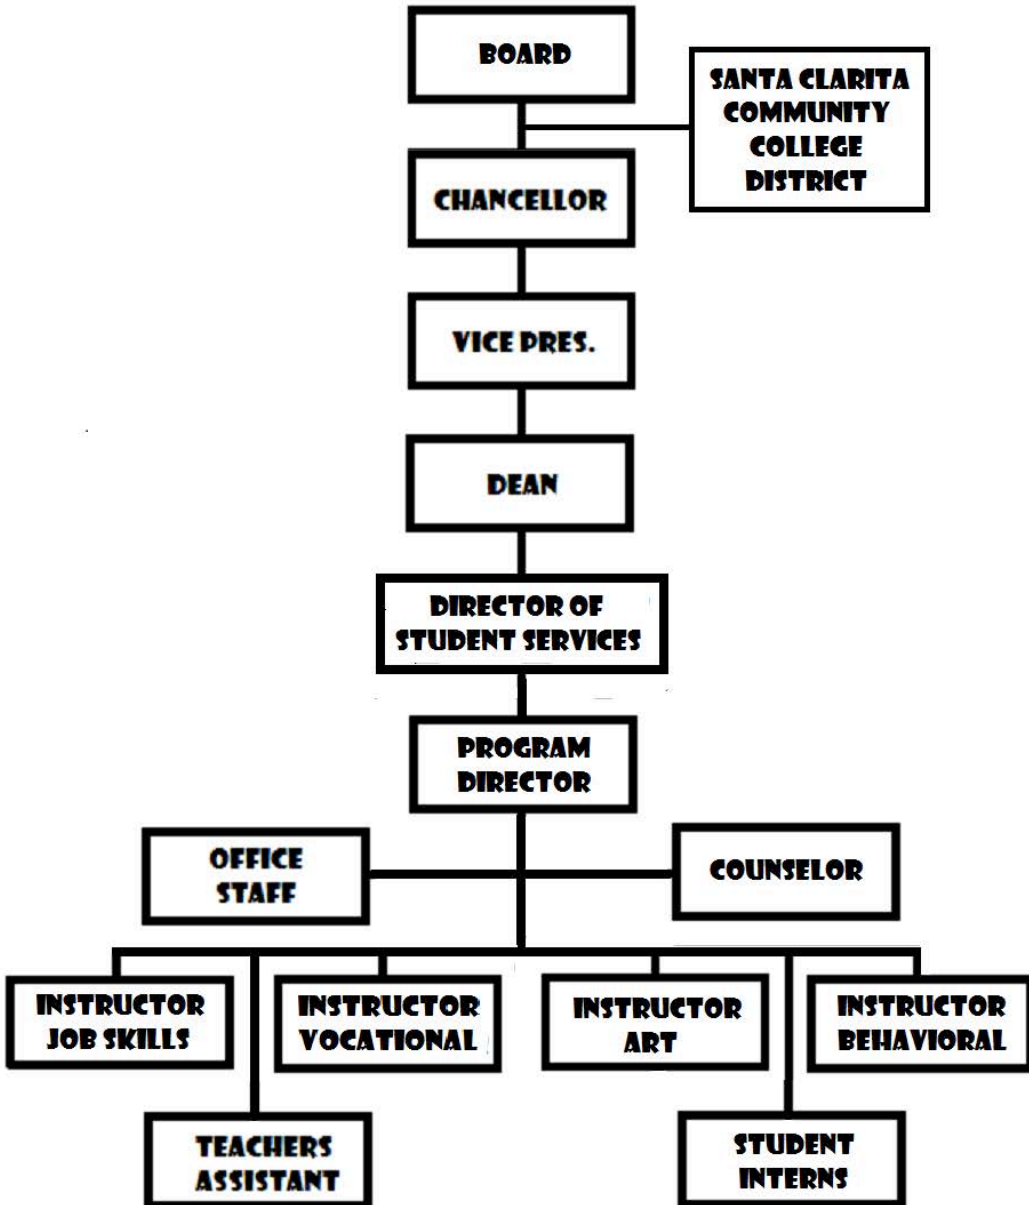 BOARD
SANTA CLARITA
COMMUNITY
COLLEGE
DISTRICT
CHANCELLOR
VICE PRES.
DEAN
DIRECTOR OF
STUDENT SERVICES
PROGRAM
DIRECTOR
OFFICE
STAFF
COUNSELOR
INSTRUCTOR
JOB SKILLS
INSTRUCTOR
VOCATIONAL
INSTRUCTOR
ART
INSTRUCTOR
BEHAVIORAL
TEACHERS
ASSISTANT
STUDENT
INTERNS